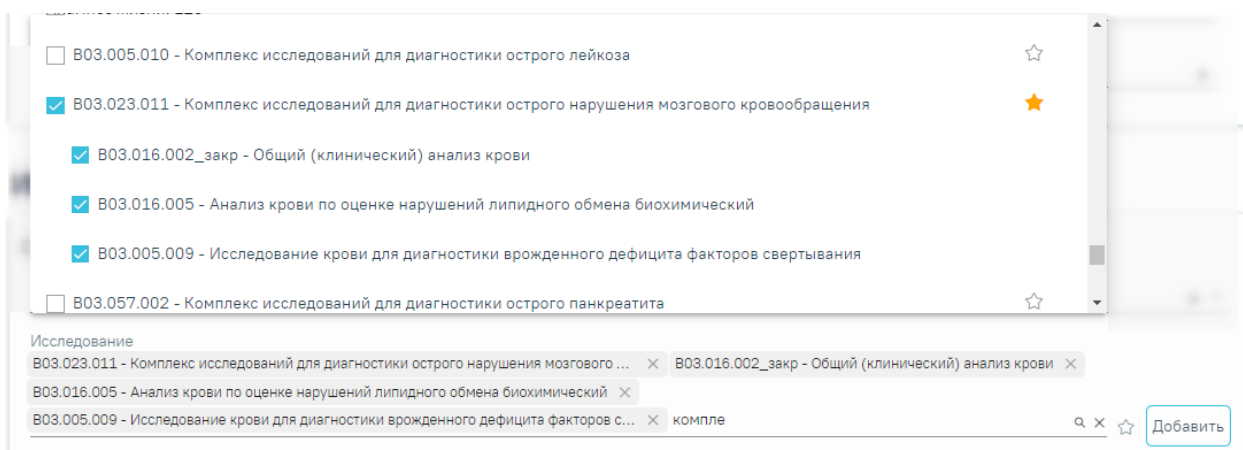 B03.005.010 - Комплекс исследований для диагностики острого лейкоза
B03.023.011 - Комплекс исследований для диагностики острого нарушения мозгового кровообращения
B03.016.002_закр - Общий (клинический) анализ крови
B03.016.005 - Анализ крови по оценке нарушений липидного обмена биохимический
B03.005.009 - Исследование крови для диагностики врожденного дефицита факторов свертывания
B03.057.002 - Комплекс исследований для диагностики острого панкреатита
Исследование
B03.023.011 - Комплекс исследований для диагностики острого нарушения мозгового ... × B03.016.002_закр - Общий (клинический) анализ крови ×
B03.016.005 - Анализ крови по оценке нарушений липидного обмена биохимический ×
B03.005.009 - Исследование крови для диагностики врожденного дефицита факторов с... × компле
Добавить